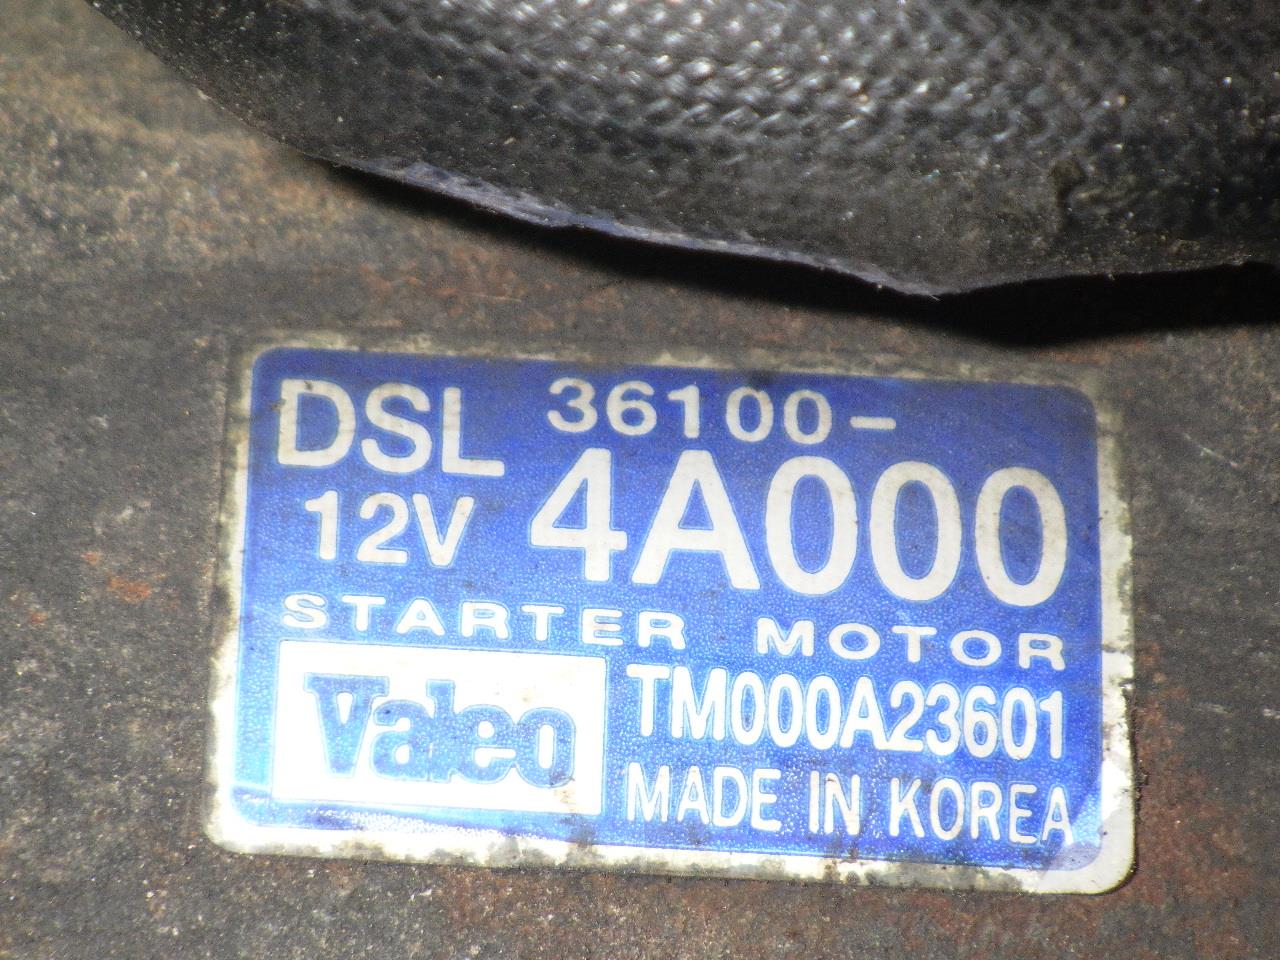 DSL 36100-
12V 4A000
STARTER MOTOR
Valeo TM000A23601
MADE IN KOREA